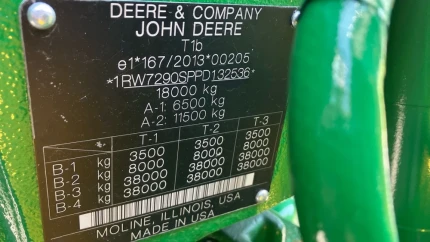 DEERE & COMPANY
JOHN DEERE
T1b
e1*167/2013*00205
*1RW7290SPPD132536*
18000 kg
A-1: 6500 kg
A-2: 11500 kg
T-1 T-2 T-3
B-1 kg 3500 3500 3500
B-2 kg 8000 8000 8000
B-3 kg 38000 38000 38000
B-4 kg 38000 38000 38000
MOLINE, ILLINOIS, USA
MADE IN USA